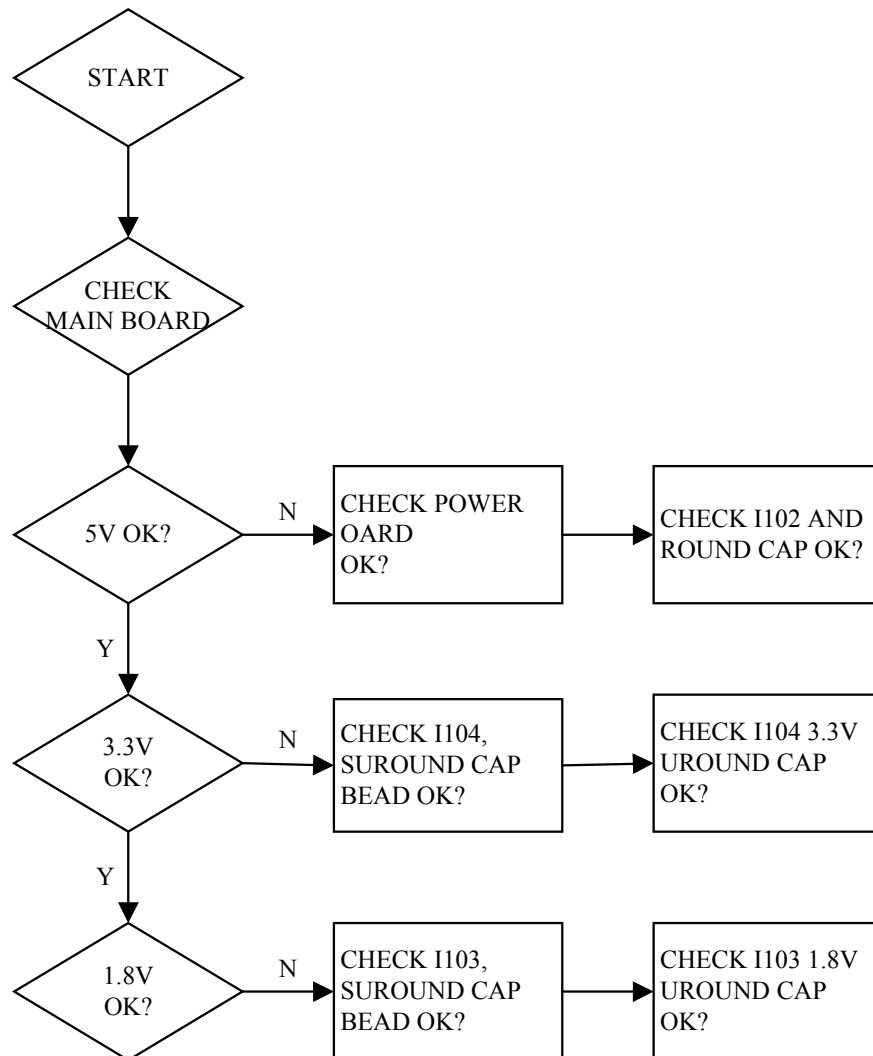 START
CHECK
MAIN BOARD
5V OK?
N
CHECK POWER
OARD
OK?
CHECK I102 AND
ROUND CAP OK?
Y
3.3V
OK?
N
CHECK I104,
SUROUND CAP
BEAD OK?
CHECK I104 3.3V
UROUND CAP
OK?
Y
1.8V
OK?
N
CHECK I103,
SUROUND CAP
BEAD OK?
CHECK I103 1.8V
UROUND CAP
OK?